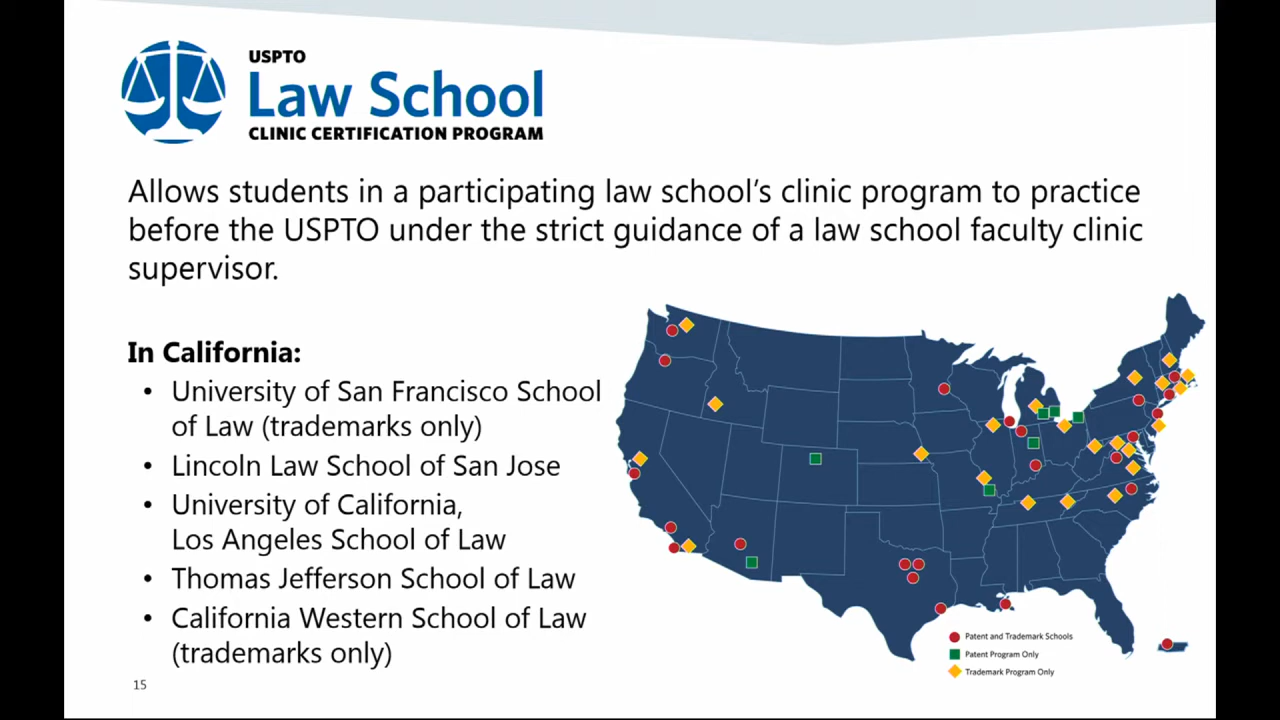 USPTO
Law School
CLINIC CERTIFICATION PROGRAM
Allows students in a participating law school’s clinic program to practice
before the USPTO under the strict guidance of a law school faculty clinic
supervisor.
In California:
• University of San Francisco School
of Law (trademarks only)
• Lincoln Law School of San Jose
• University of California,
Los Angeles School of Law
• Thomas Jefferson School of Law
• California Western School of Law
(trademarks only)
Patent and Trademark Schools
Patent Program Only
Trademark Program Only
15